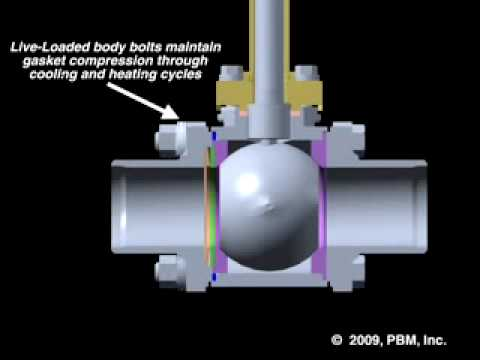 Live-Loaded body bolts maintain
gasket compression through
cooling and heating cycles
© 2009, PBM, Inc.